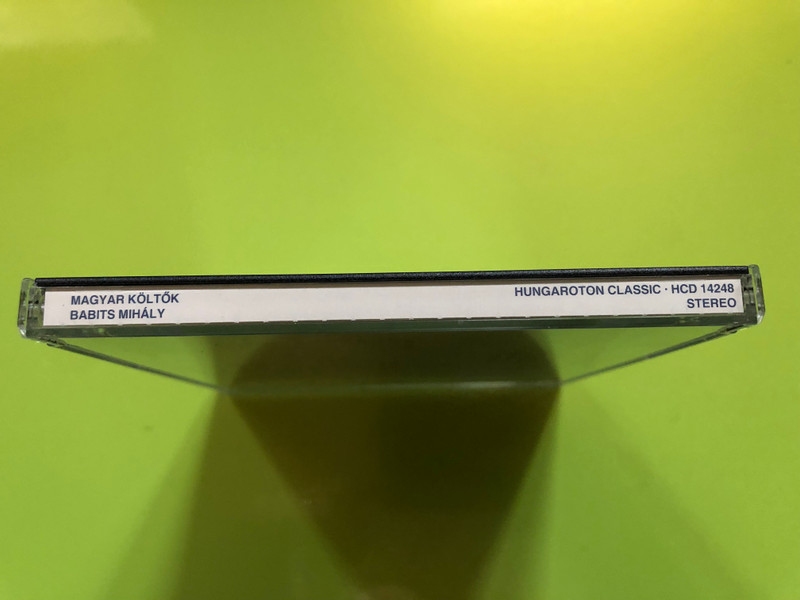 MAGYAR KÖLTŐK
BABITS MIHÁLY
HUNGAROTON CLASSIC · HCD 14248
STEREO